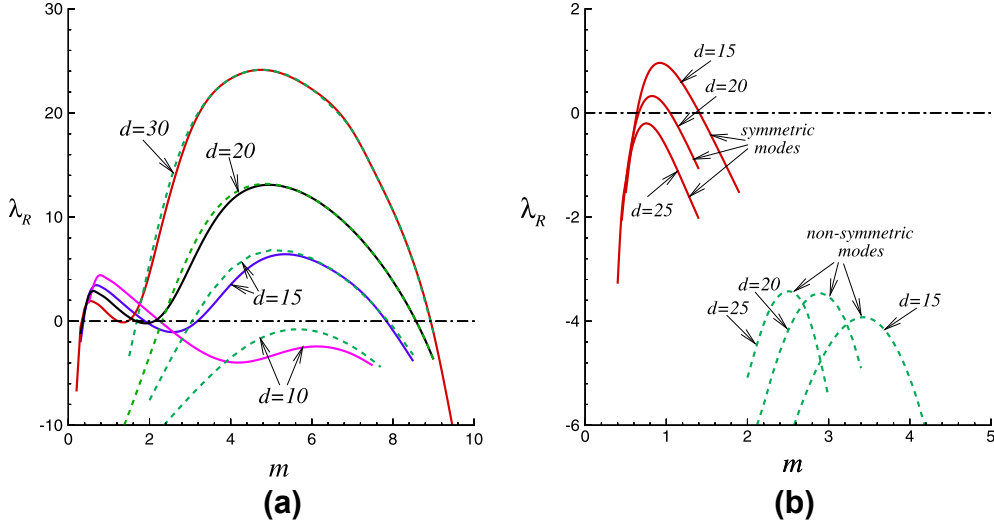 30
20
10
0
-10
λR
0
2
4
6
8
10
m
d=30
d=20
d=15
d=10
(a)
2
0
-2
-4
-6
λR
0
1
2
3
4
5
m
d=15
d=20
symmetric
modes
d=25
non-symmetric
modes
d=20
d=25
d=15
(b)